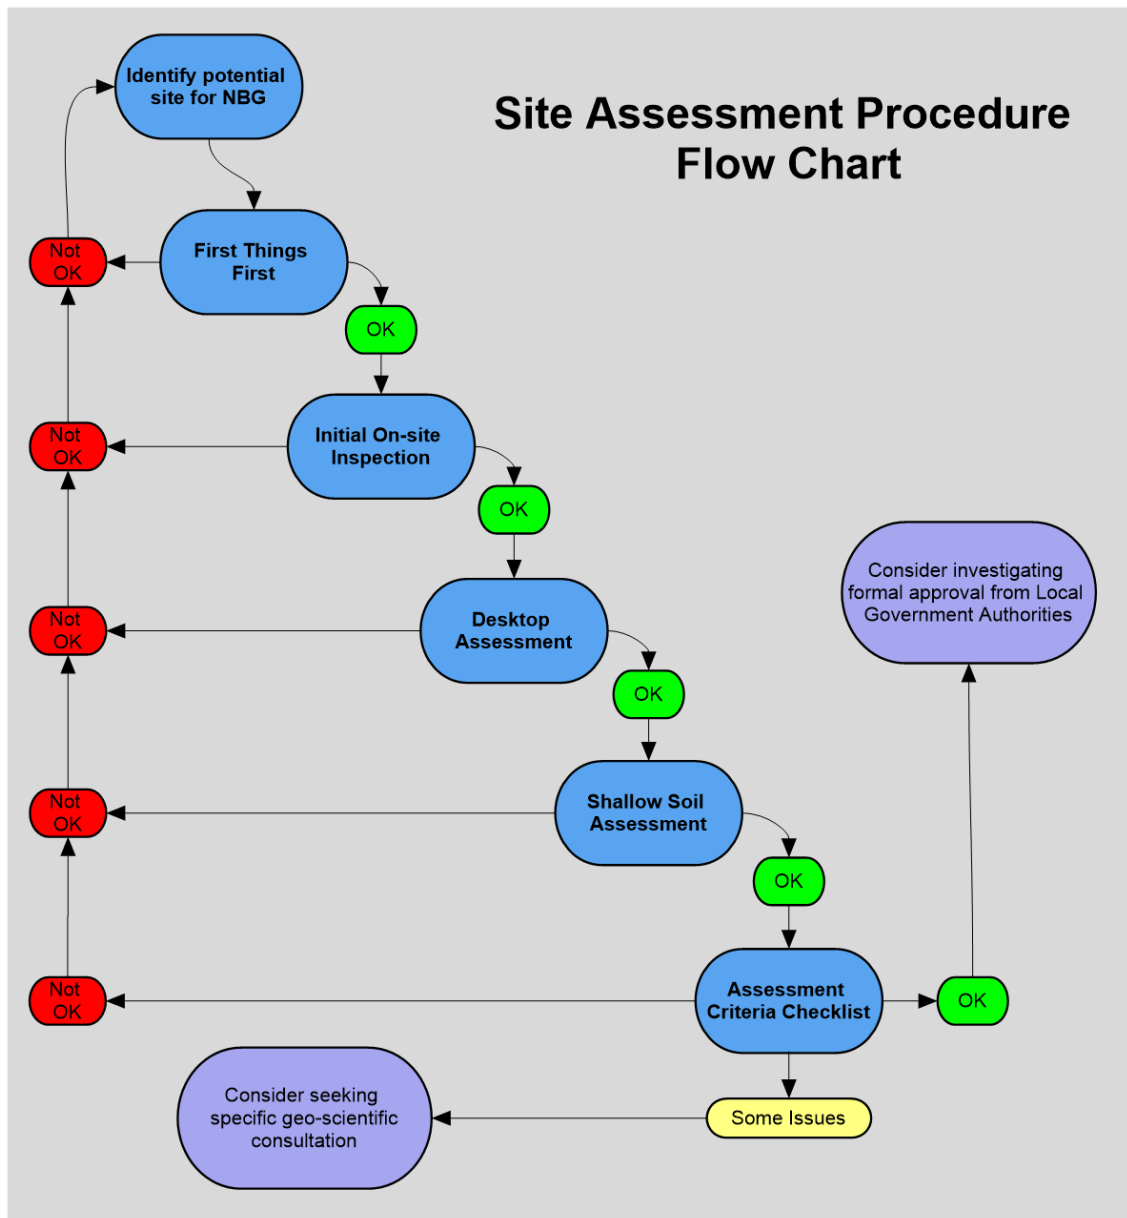 Identify potential
site for NBG
Site Assessment Procedure
Flow Chart
Not
OK
First Things
First
OK
Not
OK
Initial On-site
Inspection
OK
Consider investigating
formal approval from Local
Government Authorities
Not
OK
Desktop
Assessment
OK
Not
OK
Shallow Soil
Assessment
OK
Not
OK
Assessment
Criteria Checklist
OK
Consider seeking
specific geo-scientific
consultation
Some Issues